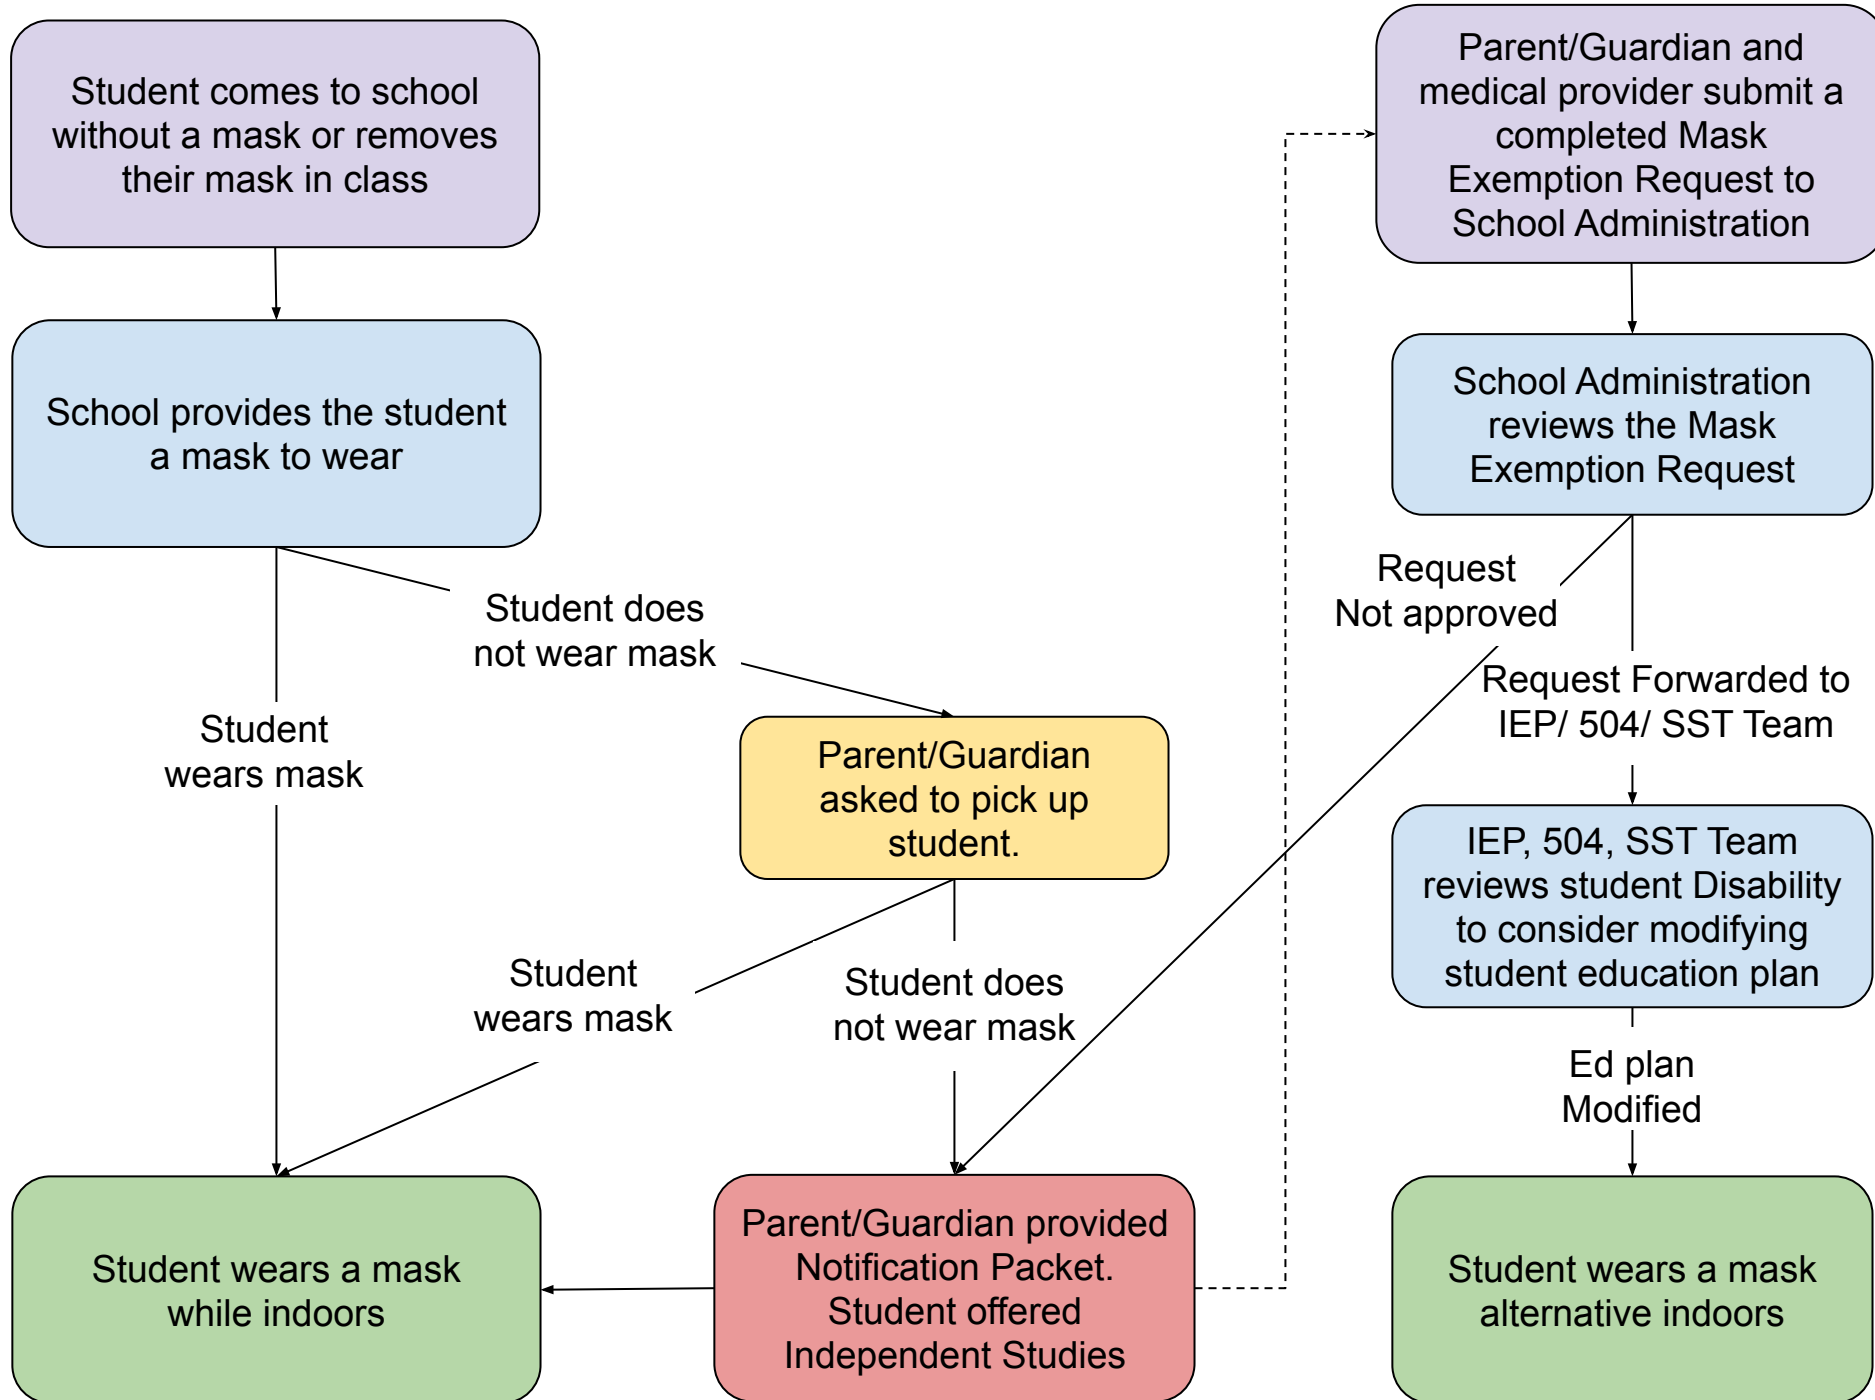 Student comes to school
without a mask or removes
their mask in class
Parent/Guardian and
medical provider submit a
completed Mask
Exemption Request to
School Administration
School provides the student
a mask to wear
School Administration
reviews the Mask
Exemption Request
Student does
not wear mask
Request
Not approved
Request Forwarded to
IEP/ 504/ SST Team
Student
wears mask
Parent/Guardian
asked to pick up
student.
IEP, 504, SST Team
reviews student Disability
to consider modifying
student education plan
Student
wears mask
Student does
not wear mask
Ed plan
Modified
Student wears a mask
while indoors
Parent/Guardian provided
Notification Packet.
Student offered
Independent Studies
Student wears a mask
alternative indoors